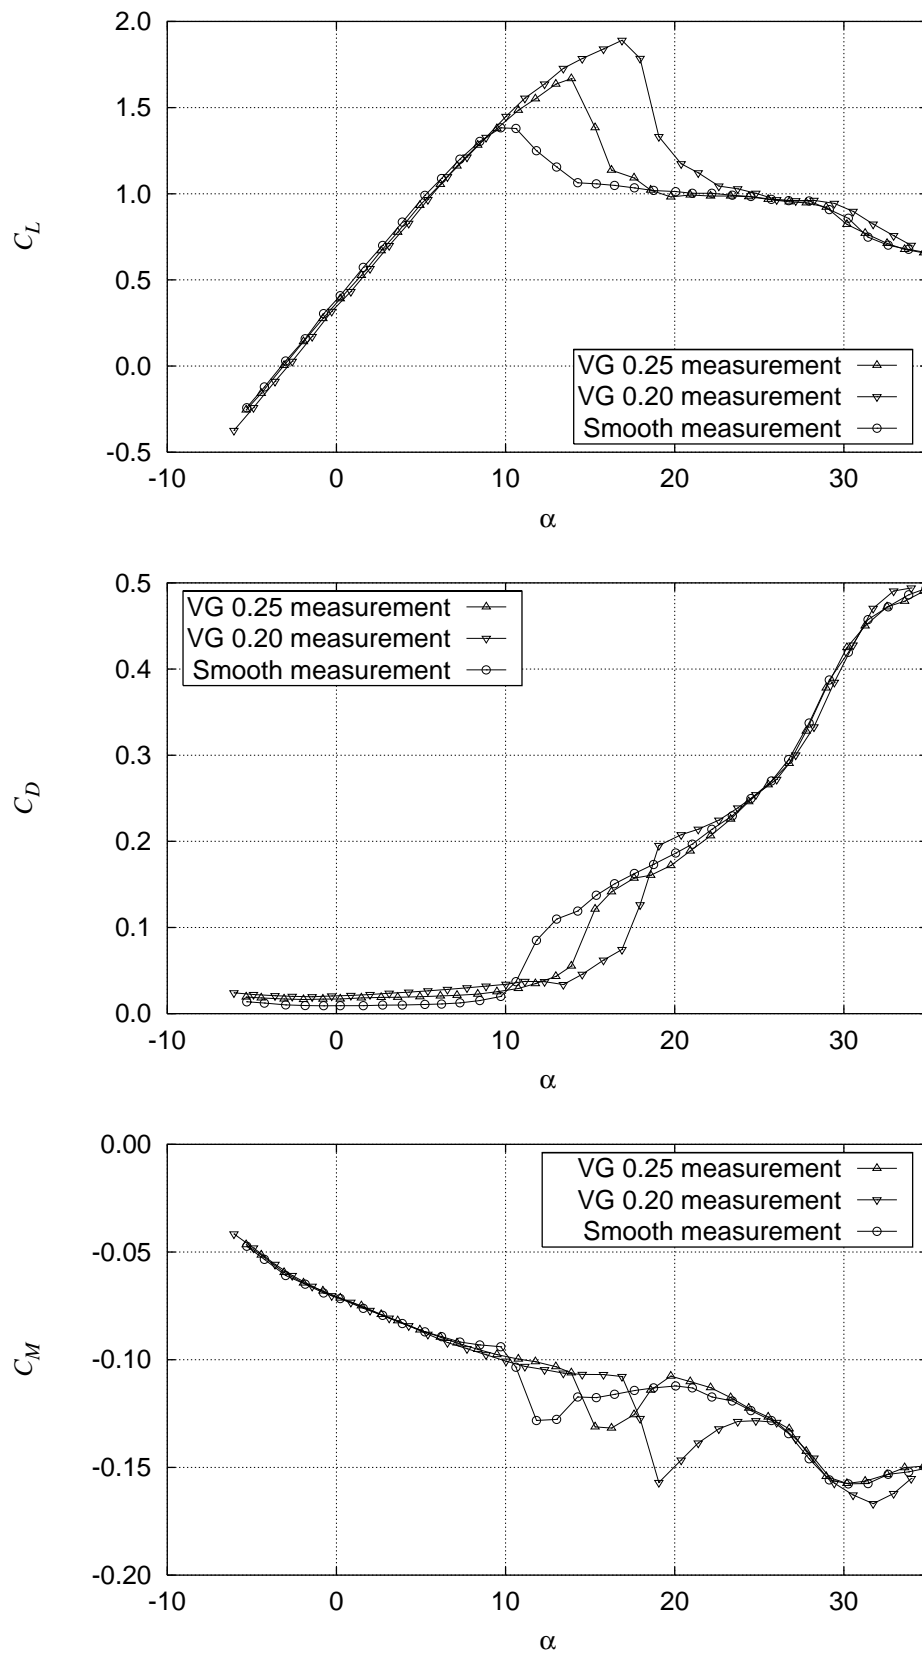 2.0
1.5
1.0
0.5
0.0
-0.5
C_L
VG 0.25 measurement
VG 0.20 measurement
Smooth measurement
-10 0 10 20 30
α
0.5
0.4
0.3
0.2
0.1
0.0
C_D
VG 0.25 measurement
VG 0.20 measurement
Smooth measurement
-10 0 10 20 30
α
0.00
-0.05
-0.10
-0.15
-0.20
C_M
VG 0.25 measurement
VG 0.20 measurement
Smooth measurement
-10 0 10 20 30
α